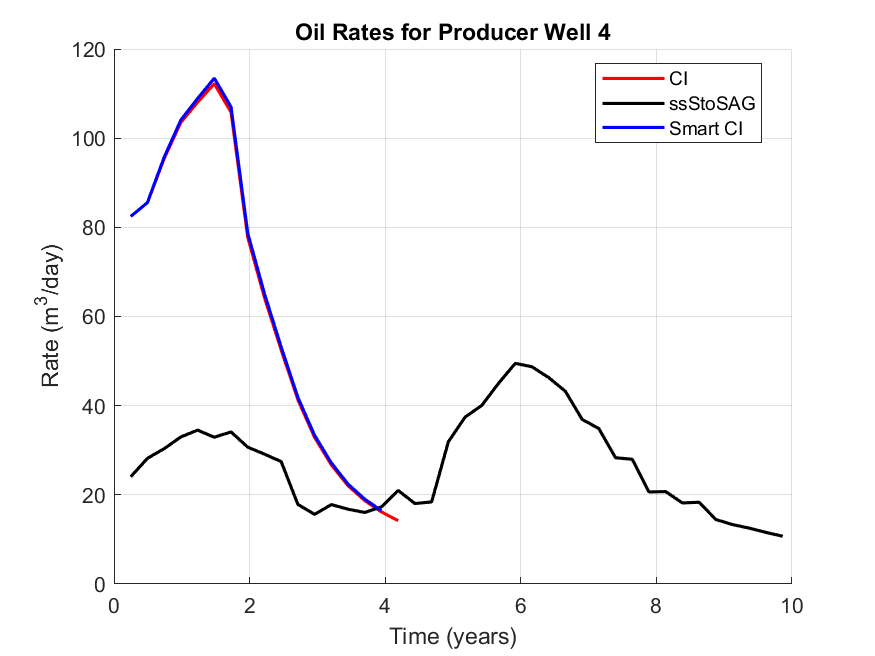 Oil Rates for Producer Well 4
120
100
80
60
40
20
0
0 2 4 6 8 10
Rate (m³/day)
Time (years)
CI
ssStoSAG
Smart CI